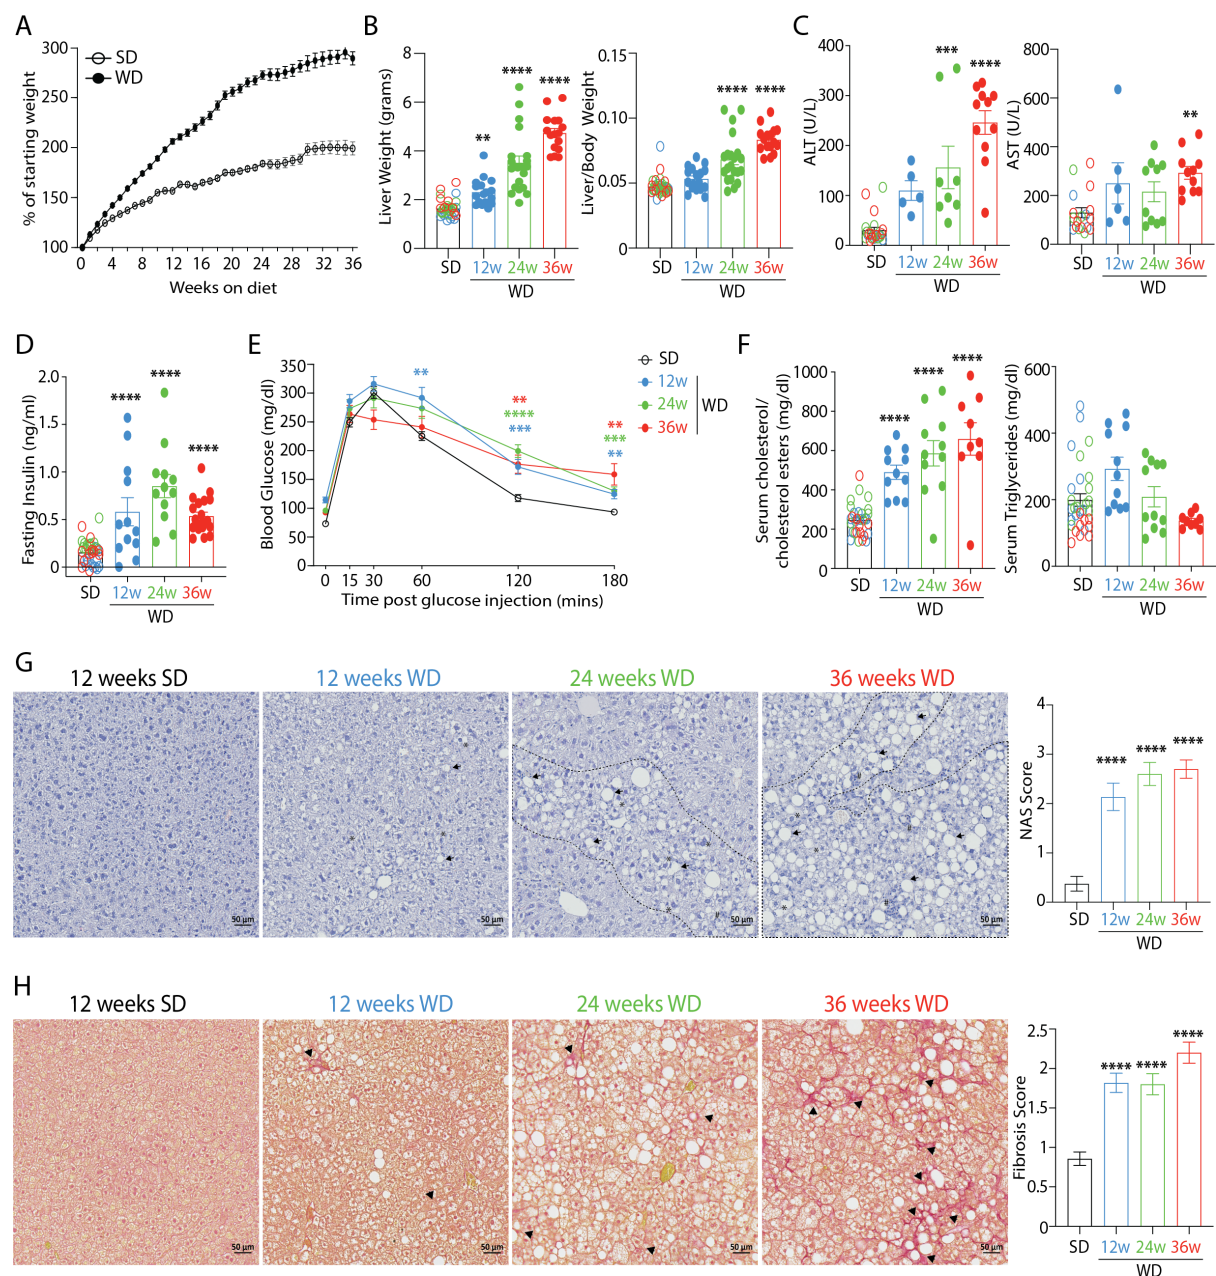 A
% of starting weight
300
250
200
150
100
SD
WD
0 4 8 12 16 20 24 28 32 36
Weeks on diet
B
Liver Weight (grams)
8
6
4
2
0
**
****
****
SD 12w 24w 36w
WD
Liver/Body Weight
0.15
0.10
0.05
0
****
****
SD 12w 24w 36w
WD
C
ALT (U/L)
400
300
200
100
0
***
****
SD 12w 24w 36w
WD
AST (U/L)
800
600
400
200
0
**
SD 12w 24w 36w
WD
D
Fasting Insulin (ng/ml)
2.0
1.5
1.0
0.5
0
****
****
****
SD 12w 24w 36w
WD
E
Blood Glucose (mg/dl)
350
300
250
200
150
100
50
0
**
**
****
***
**
***
**
0 15 30 60 120 180
Time post glucose injection (mins)
SD
12w
24w
36w
WD
F
Serum cholesterol/
cholesterol esters (mg/dl)
1000
800
600
400
200
0
****
****
****
SD 12w 24w 36w
WD
Serum Triglycerides (mg/dl)
600
400
200
0
SD 12w 24w 36w
WD
G
12 weeks SD
12 weeks WD
24 weeks WD
36 weeks WD
50 µm
* * *
50 µm
* * * * #
50 µm
# # # * *
50 µm
NAS Score
4
3
2
1
0
****
****
****
SD 12w 24w 36w
WD
H
12 weeks SD
12 weeks WD
24 weeks WD
36 weeks WD
50 µm
50 µm
50 µm
50 µm
Fibrosis Score
2.5
2
1.5
1
0.5
0
****
****
****
SD 12w 24w 36w
WD